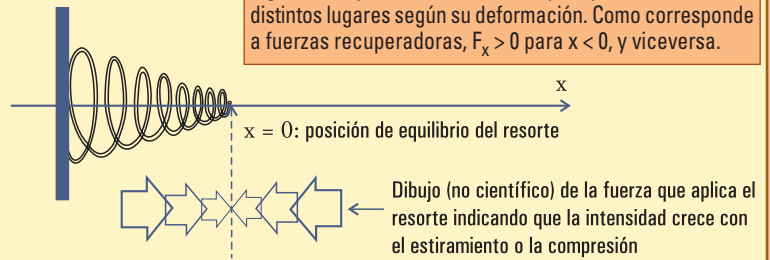 distintos lugares según su deformación. Como corresponde
a fuerzas recuperadoras, Fx > 0 para x < 0, y viceversa.
x
x = 0: posición de equilibrio del resorte
Dibujo (no científico) de la fuerza que aplica el
resorte indicando que la intensidad crece con
el estiramiento o la compresión